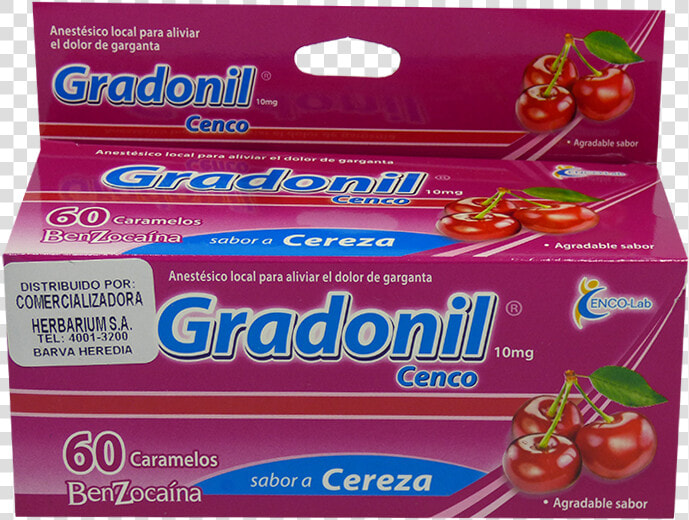 Anestésico local para aliviar
el dolor de garganta
Gradonil®
10mg
Cenco
• Agradable sabor
Anestésico local para aliviar el dolor de garganta
Gradonil 10mg
Cenco
60 Caramelos
BenZocaína
sabor a Cereza
• Agradable sabor
DISTRIBUIDO POR:
COMERCIALIZADORA
HERBARIUM S.A.
TEL: 4001-3200
BARVA HEREDIA
Anestésico local para aliviar el dolor de garganta
Gradonil®
10mg
Cenco
ENCO-Lab
60 Caramelos
BenZocaína
sabor a Cereza
• Agradable sabor